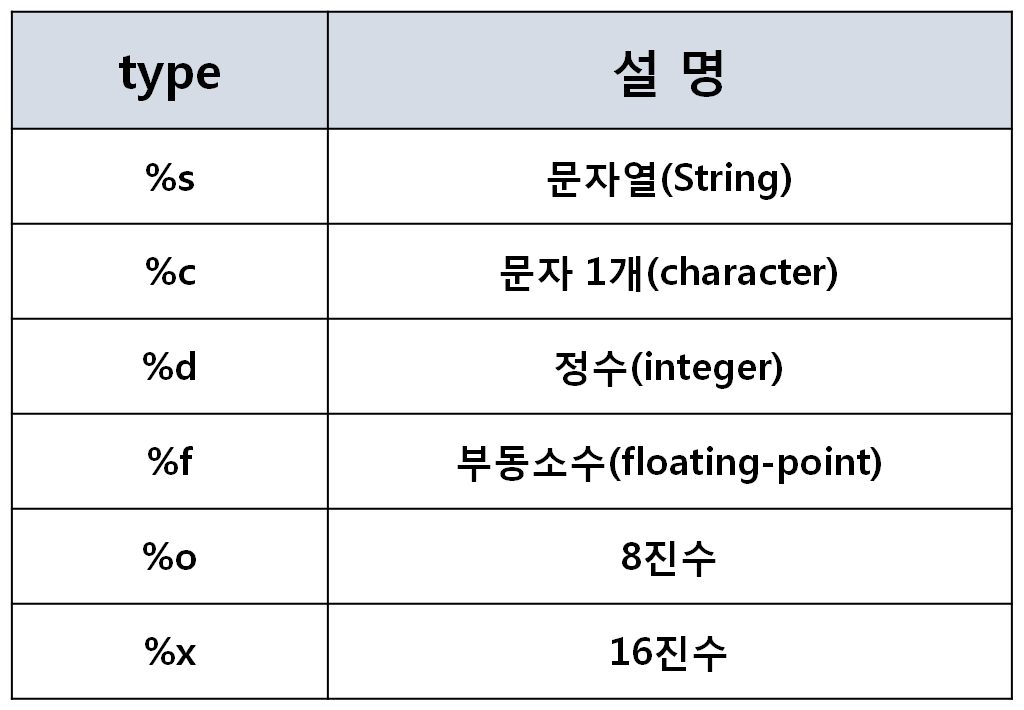 type 설 명
%s 문자열(String)
%c 문자 1개(character)
%d 정수(integer)
%f 부동소수(floating-point)
%o 8진수
%x 16진수